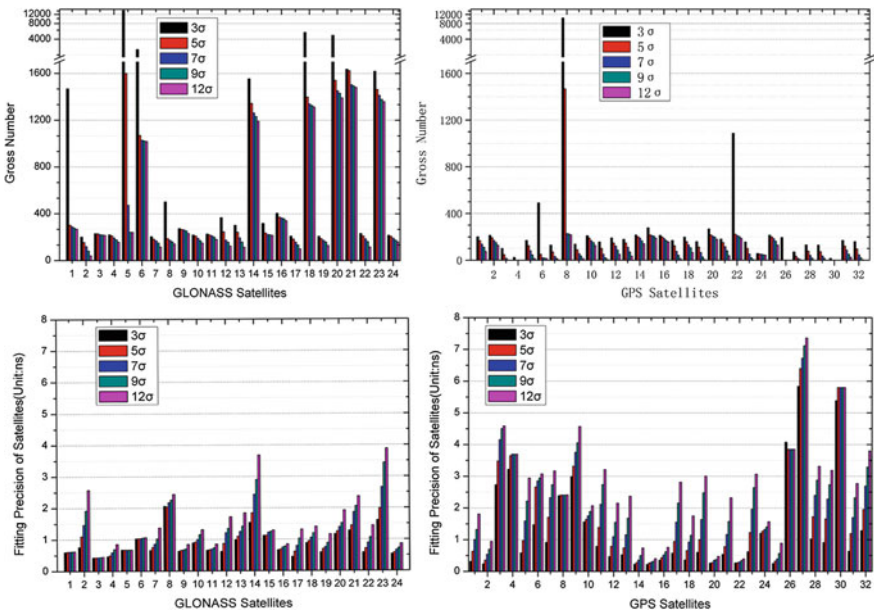 12000
8000
4000
1600
1200
800
400
0
Gross Number
3σ
5σ
7σ
9σ
12σ
1 2 3 4 5 6 7 8 9 10 11 12 13 14 15 16 17 18 19 20 21 22 23 24
GLONASS Satellites
12000
8000
4000
1600
1200
800
400
0
Gross Number
3σ
5σ
7σ
9σ
12σ
2 4 6 8 10 12 14 16 18 20 22 24 26 28 30 32
GPS Satellites
8
7
6
5
4
3
2
1
0
Fitting Precision of Satellites(Unit:ns)
3σ
5σ
7σ
9σ
12σ
1 2 3 4 5 6 7 8 9 10 11 12 13 14 15 16 17 18 19 20 21 22 23 24
GLONASS Satellites
8
7
6
5
4
3
2
1
0
Fitting Precision of Satellites(Unit:ns)
3σ
5σ
7σ
9σ
12σ
2 4 6 8 10 12 14 16 18 20 22 24 26 28 30 32
GPS Satellites